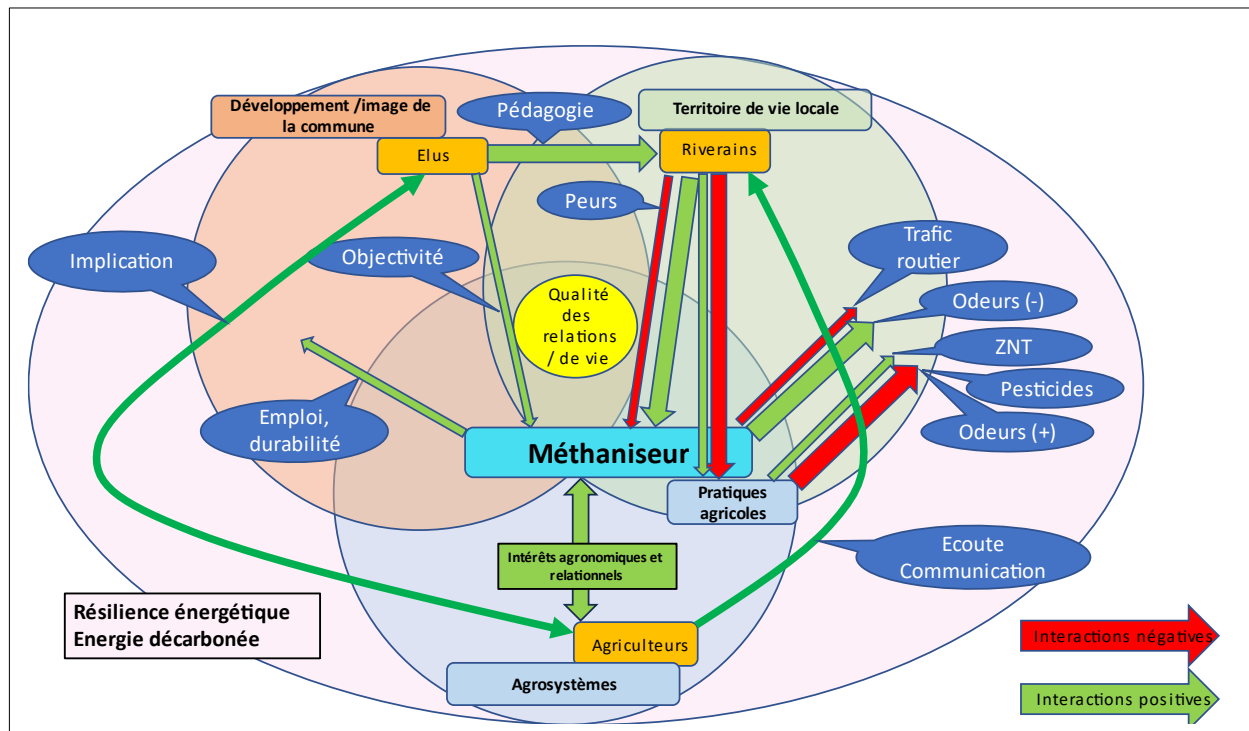 Développement /image de
la commune
Pédagogie
Territoire de vie locale
Elus
Riverains
Peurs
Implication
Objectivité
Trafic
routier
Qualité
des
relations
/ de vie
Odeurs (-)
ZNT
Pesticides
Odeurs (+)
Emploi,
durabilité
Méthaniseur
Pratiques
agricoles
Intérêts agronomiques et
relationnels
Ecoute
Communication
Résilience énergétique
Energie décarbonée
Agriculteurs
Agrosystèmes
Interactions négatives
Interactions positives